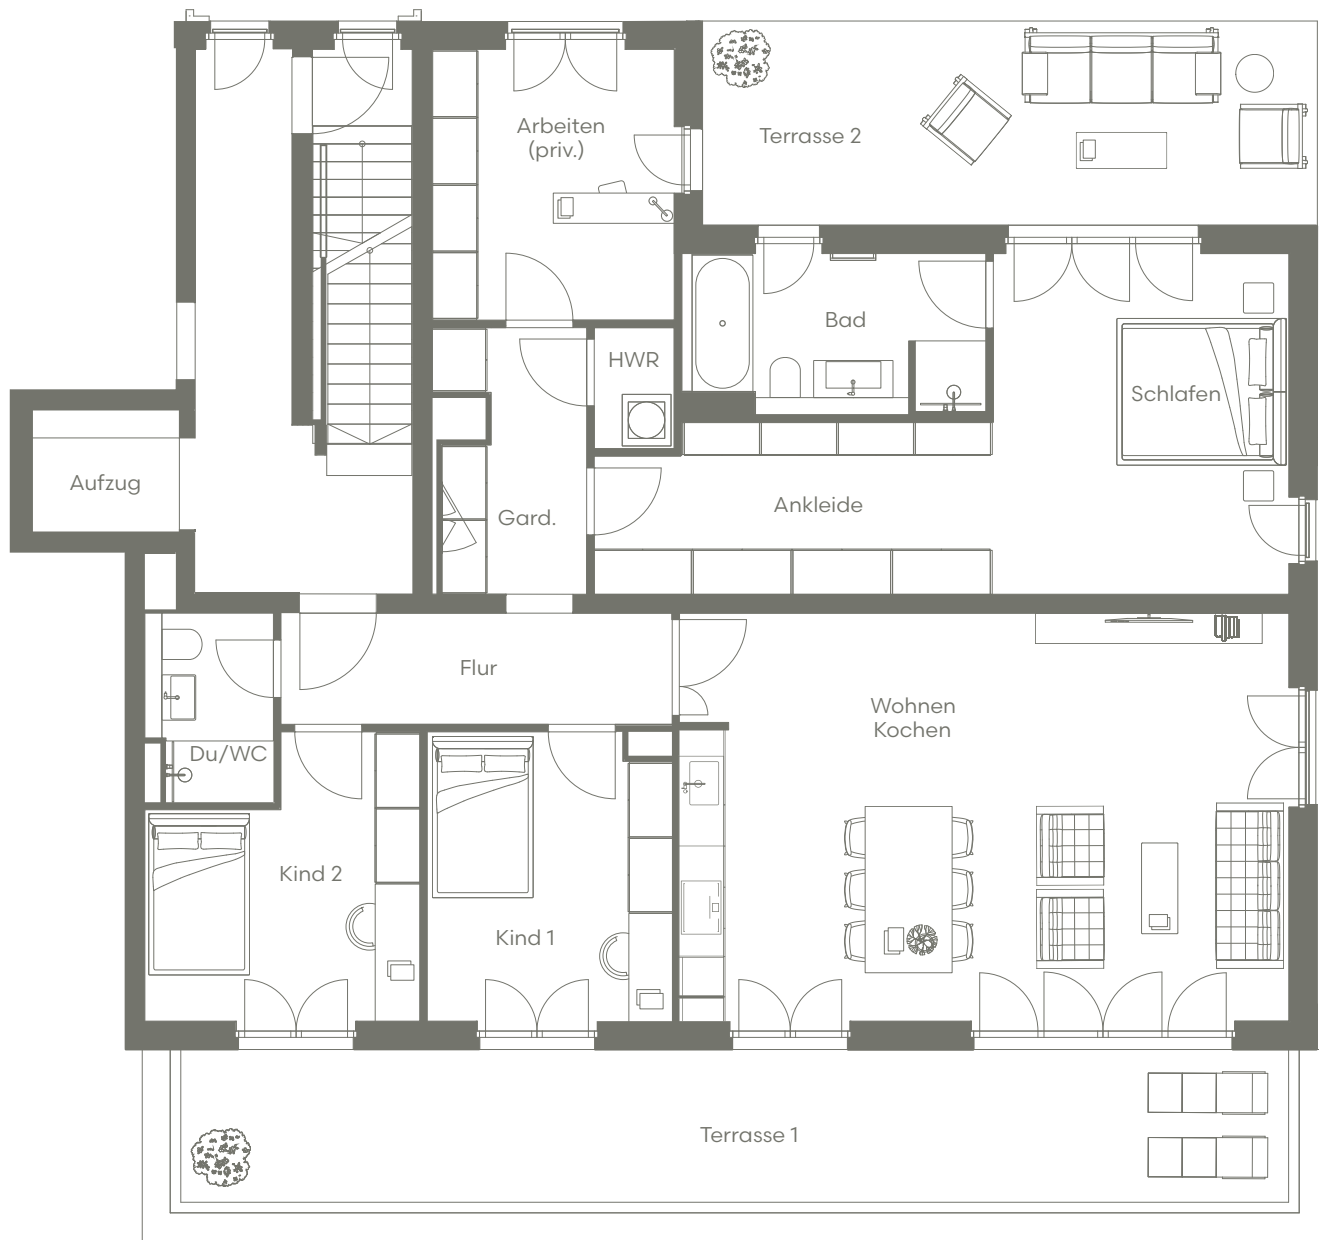 Arbeiten
(priv.)
Terrasse 2
Bad
HWR
Schlafen
Aufzug
Gard.
Ankleide
Flur
Wohnen
Kochen
Du/WC
Kind 2
Kind 1
Terrasse 1